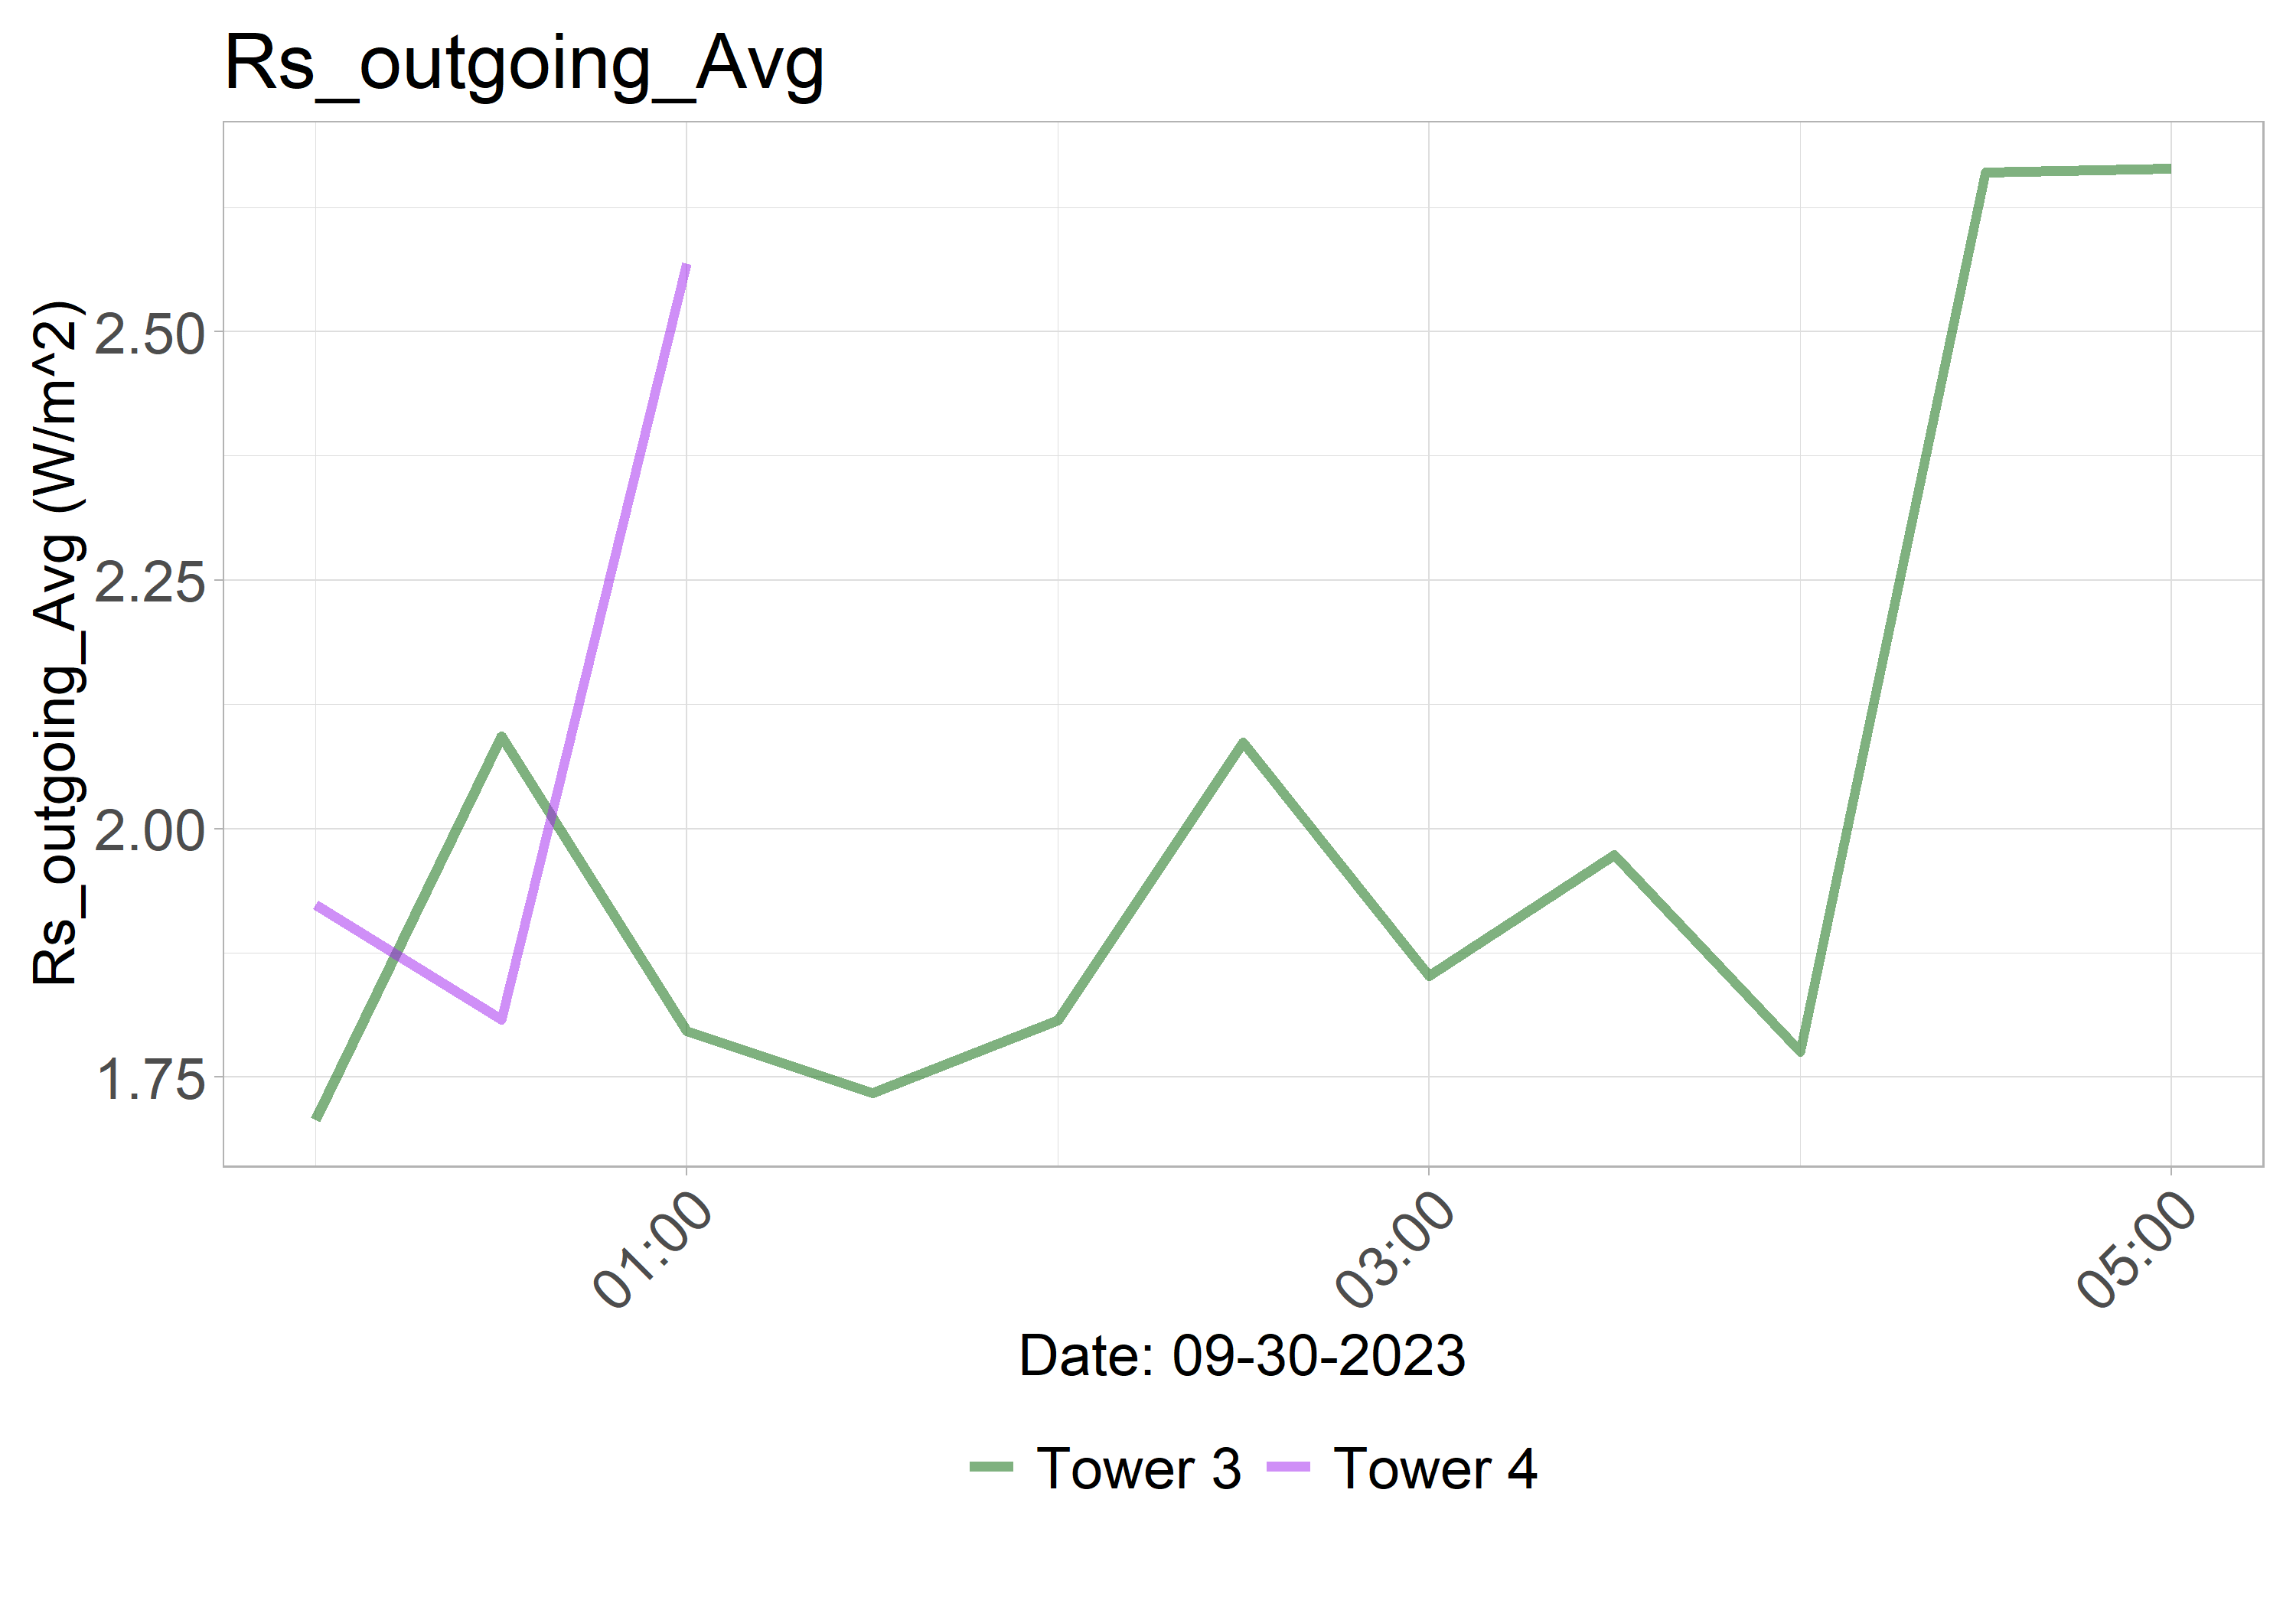 Rs_outgoing_Avg
Rs_outgoing_Avg (W/m^2)
2.50
2.25
2.00
1.75
01:00
03:00
05:00
Date: 09-30-2023
Tower 3
Tower 4